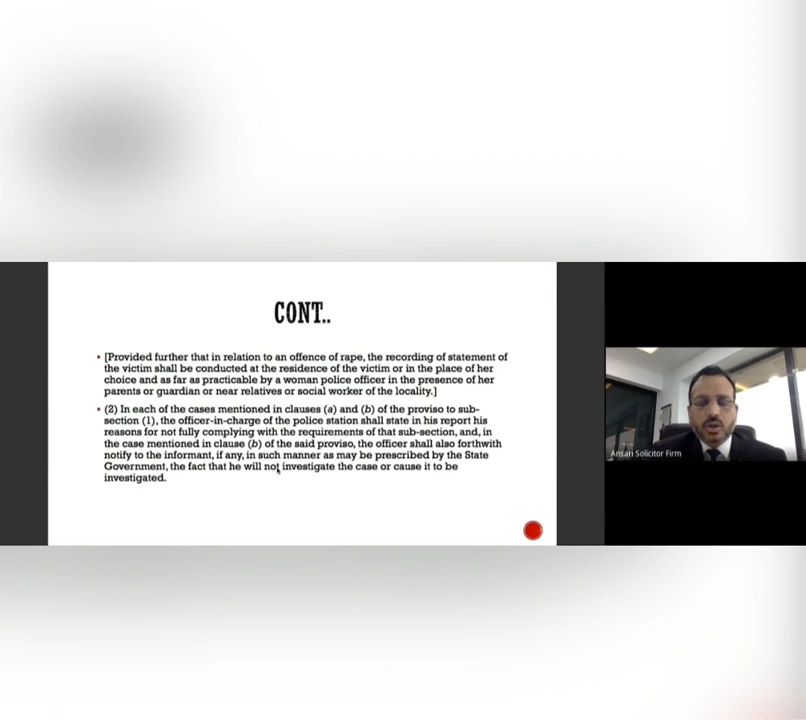 CONT..
[Provided further that in relation to an offence of rape, the recording of statement of
the victim shall be conducted at the residence of the victim or in the place of her
choice and as far as practicable by a woman police officer in the presence of her
parents or guardian or near relatives or social worker of the locality.]
(2) In each of the cases mentioned in clauses (a) and (b) of the proviso to sub-
section (1), the officer-in-charge of the police station shall state in his report his
reasons for not fully complying with the requirements of that sub-section, and, in
the case mentioned in clause (b) of the said proviso, the officer shall also forthwith
notify to the informant, if any, in such manner as may be prescribed by the State
Government, the fact that he will not investigate the case or cause it to be
investigated.
Ansari Solicitor Firm